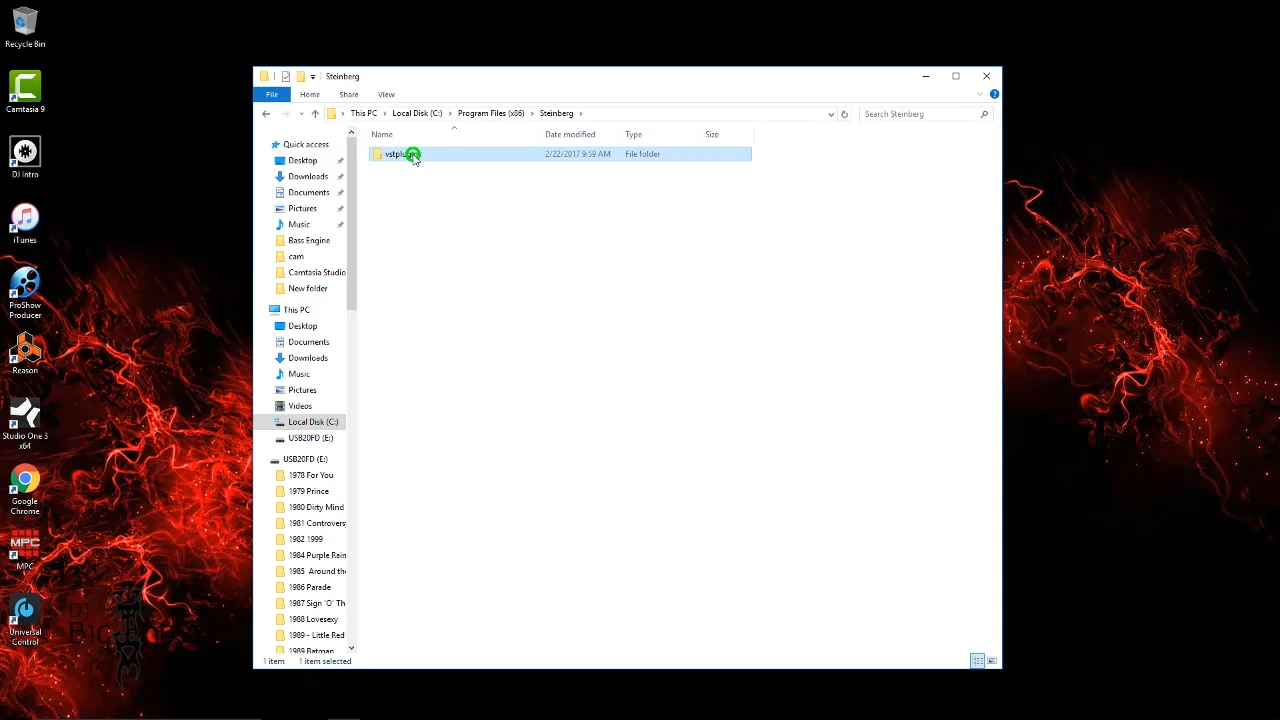 Recycle Bin
Camtasia 9
DJ Intro
iTunes
ProShow
Producer
Reason
Studio One 3
x64
Google
Chrome
MPC
Universal
Control
Steinberg
File
Home
Share
View
This PC
Local Disk (C:)
Program Files (x86)
Steinberg
Search Steinberg
Name
Date modified
Type
Size
2/22/2017 9:59 AM
File folder
Quick access
Desktop
Downloads
Documents
Pictures
Music
Bass Engine
cam
Camtasia Studio
New folder
This PC
Desktop
Documents
Downloads
Music
Pictures
Videos
Local Disk (C:)
USB20FD (E:)
USB20FD (E:)
1978 For You
1979 Prince
1980 Dirty Mind
1981 Controvers
1982 1999
1984 Purple Rain
1985 Around the
1986 Parade
1987 Sign 'O' Th
1988 Lovesexy
1989 - Little Red
1989 Batman
1 item
1 item selected